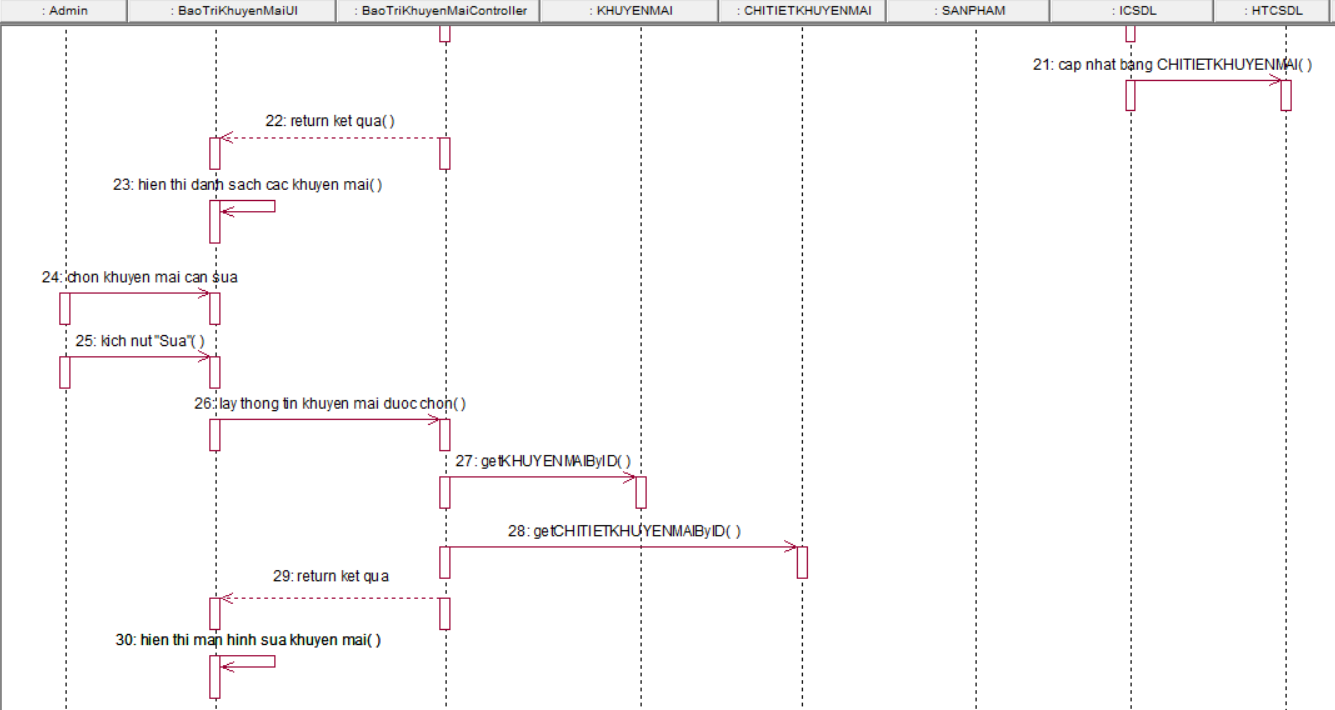 : Admin
: BaoTriKhuyenMaiUI
: BaoTriKhuyenMaiController
: KHUYENMAI
: CHITIETKHUYENMAI
: SANPHAM
: ICSDL
: HTCSDL
21: cap nhat bang CHITIETKHUYENMAI( )
22: return ket qua( )
23: hien thi danh sach cac khuyen mai( )
24: chon khuyen mai can sua
25: kich nut "Sua"( )
26: lay thong tin khuyen mai duoc chon( )
27: getKHUYENMAIByID( )
28: getCHITIETKHUYENMAIByID( )
29: return ket qua
30: hien thi man hinh sua khuyen mai( )